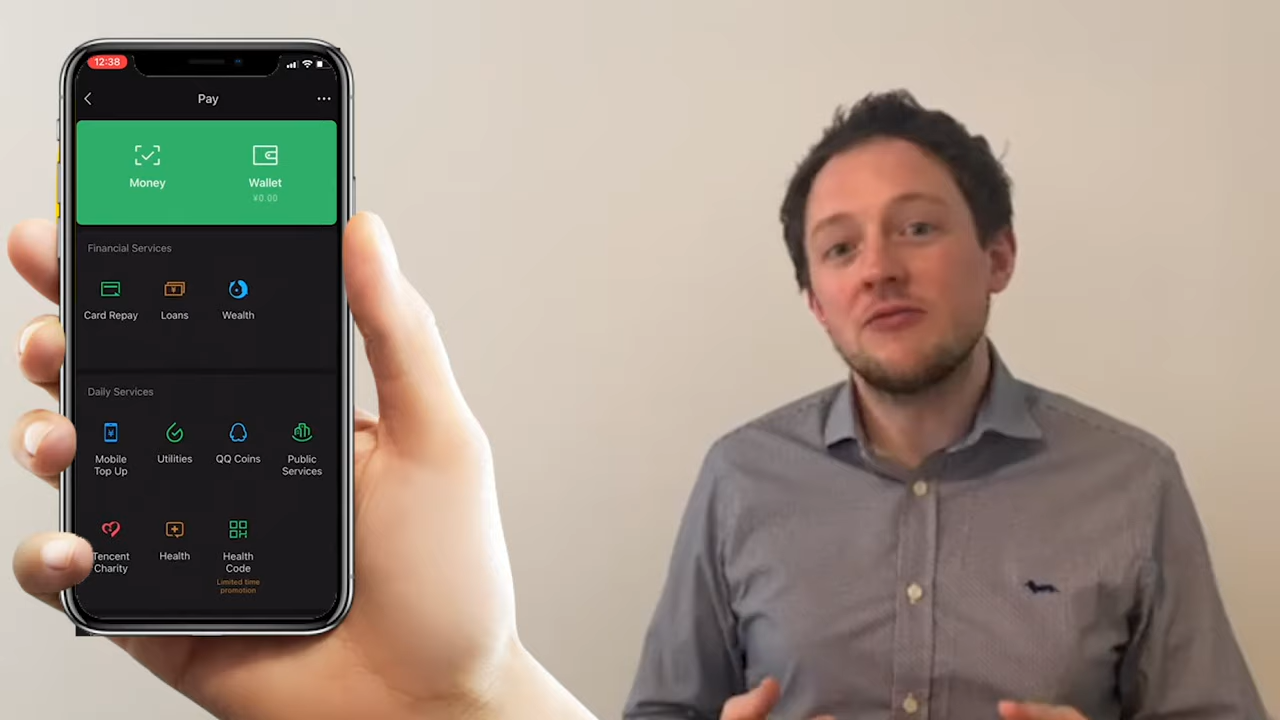 12:38
Pay
Money Wallet
¥0.00
Financial Services
Card Repay Loans Wealth
Daily Services
Mobile Top Up Utilities QQ Coins Public Services
Tencent Charity Health Health Code
Limited time promotion